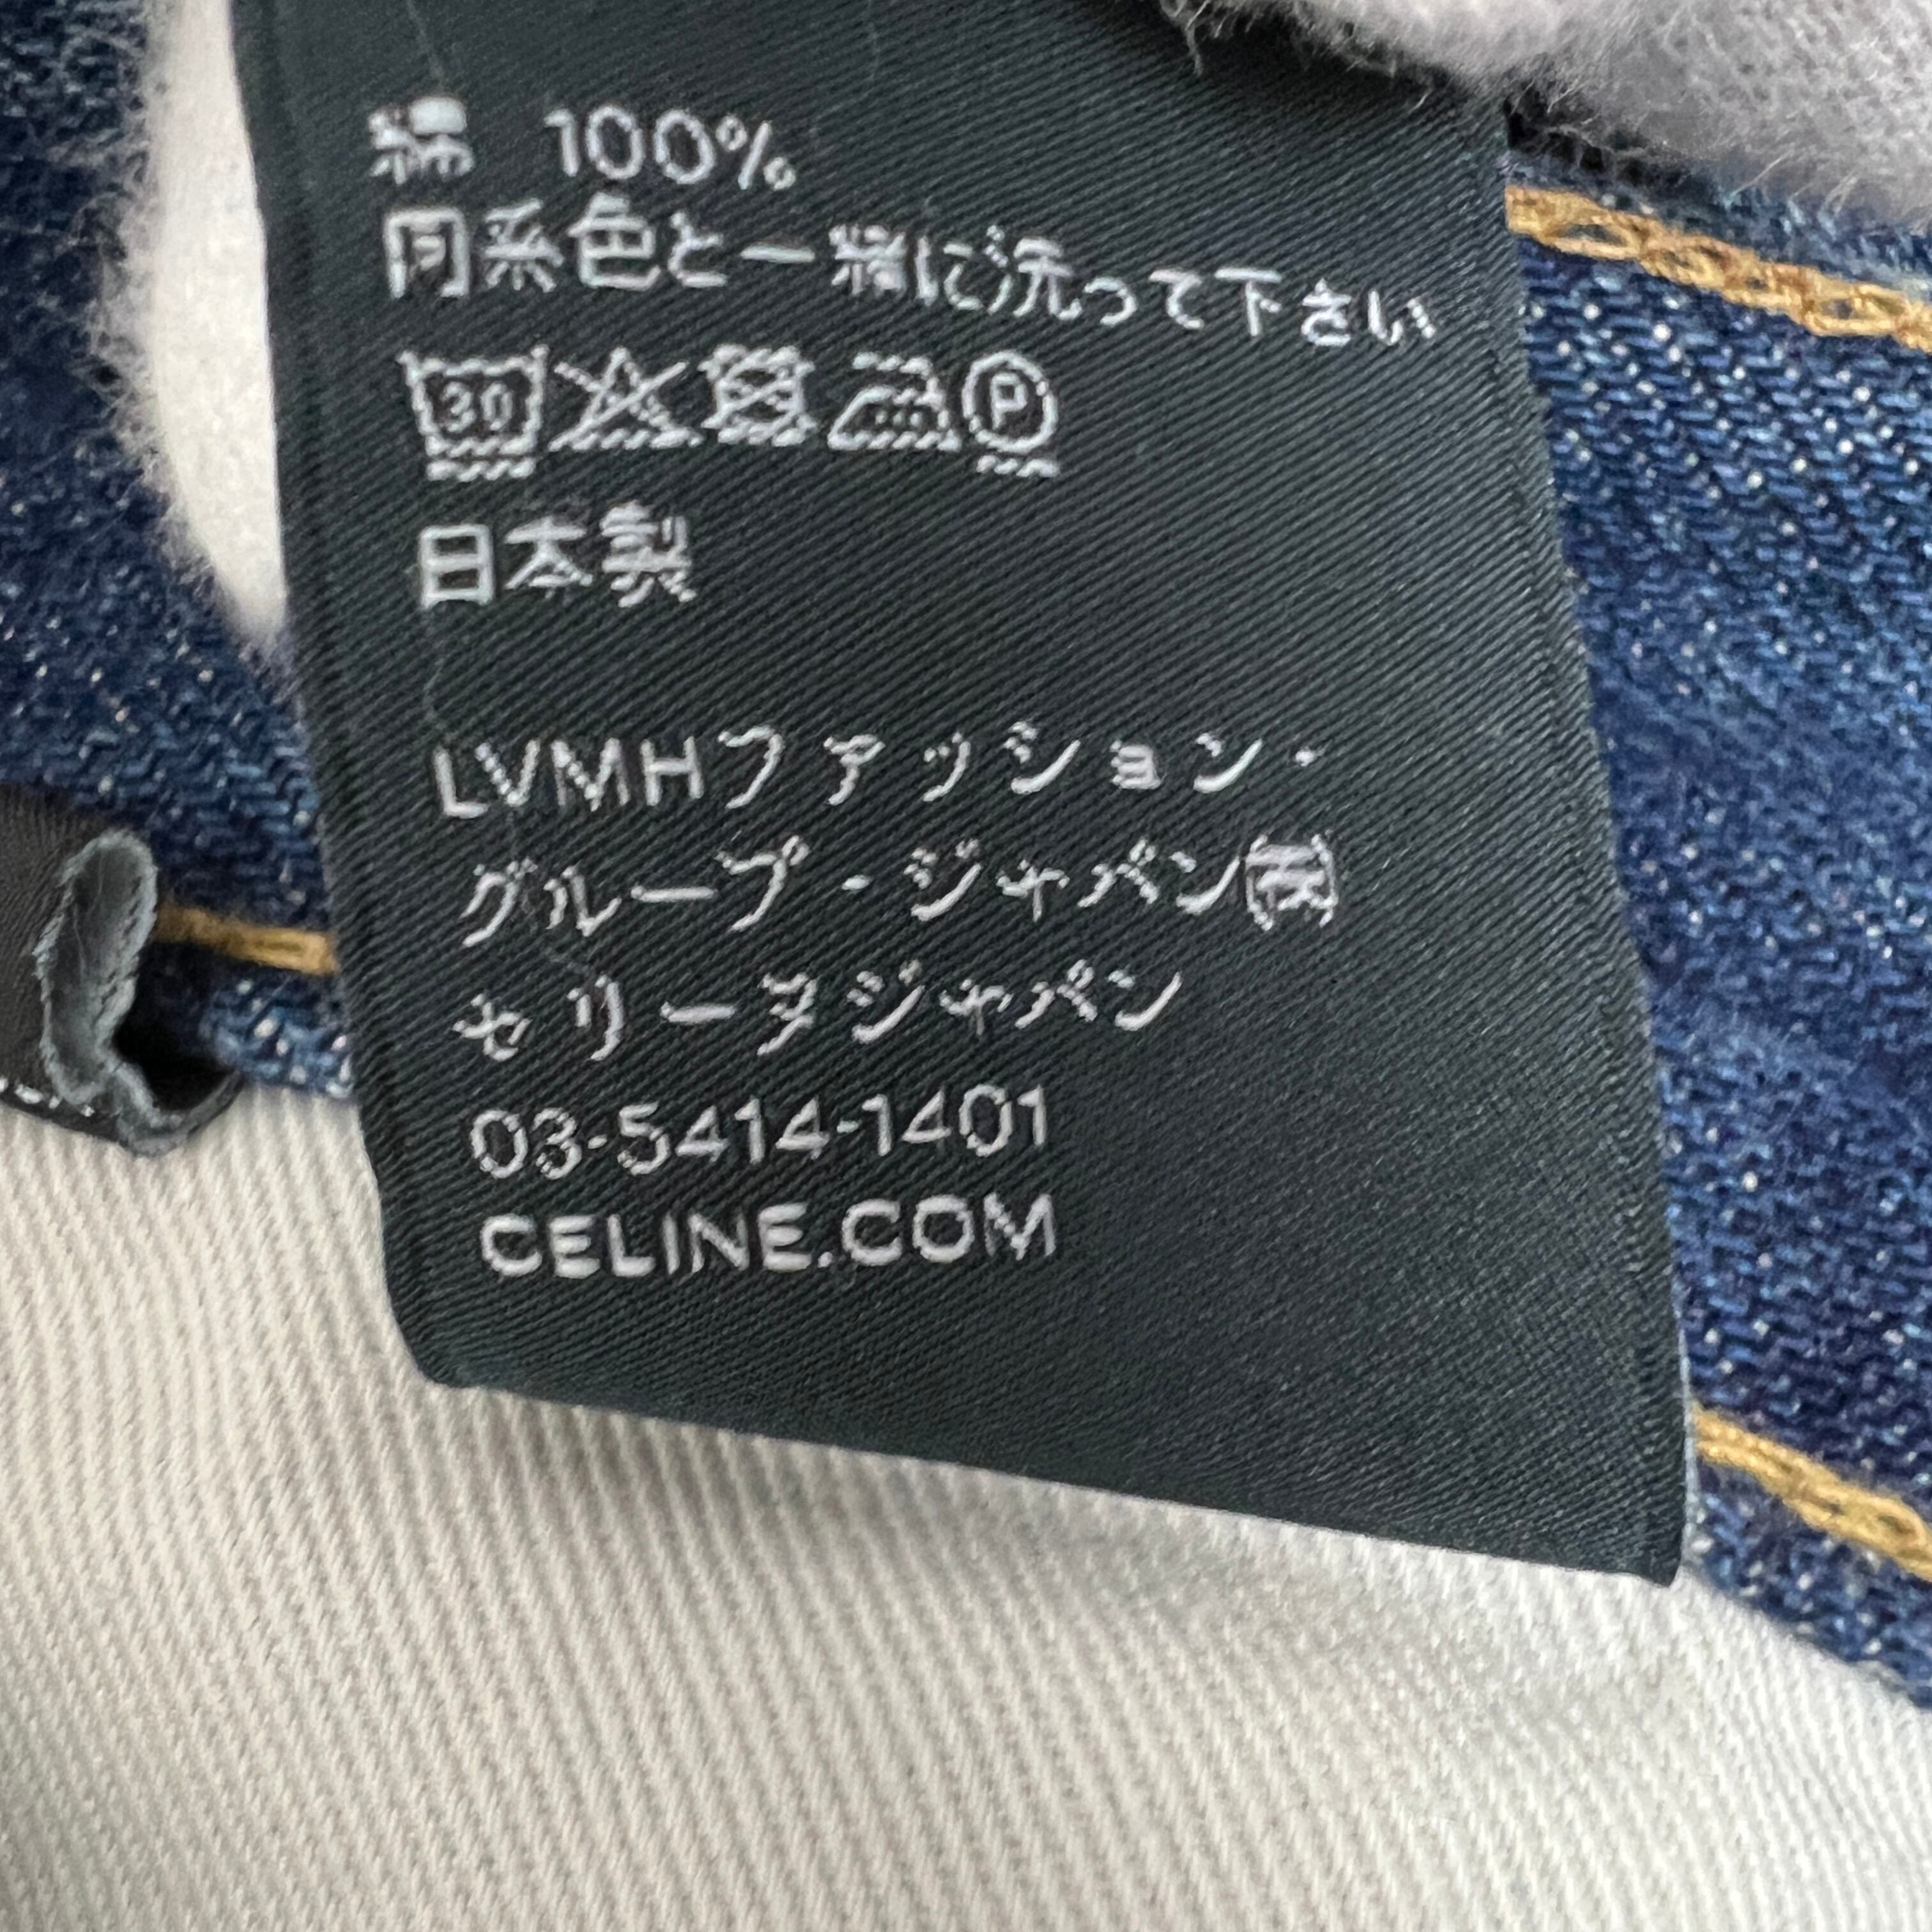 綿 100%
同系色と一緒に洗って下さい
30 P
日本製
LVMHファッション・
グループ・ジャパン㈱
セリーヌジャパン
03-5414-1401
CELINE.COM